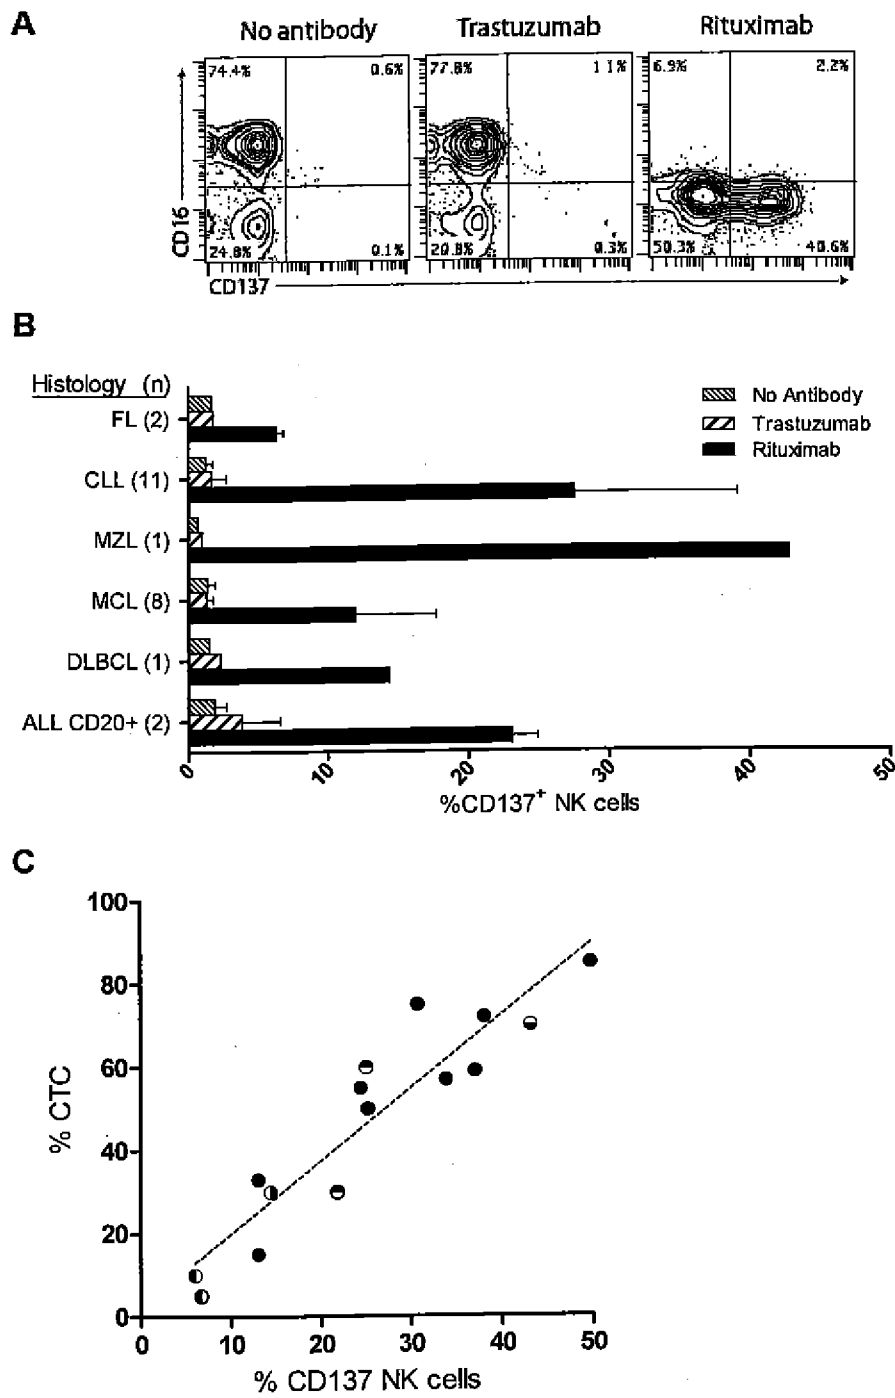 A
No antibody
Trastuzumab
Rituximab
74.4%
0.6%
77.8%
1.1%
6.9%
2.2%
CD16
24.8%
0.1%
20.8%
0.3%
50.3%
40.6%
CD137
B
Histology (n)
FL (2)
CLL (11)
MZL (1)
MCL (8)
DLBCL (1)
ALL CD20+ (2)
No Antibody
Trastuzumab
Rituximab
0
10
20
30
40
50
%CD137+ NK cells
C
100
80
60
40
20
0
% CTC
0
10
20
30
40
50
% CD137 NK cells